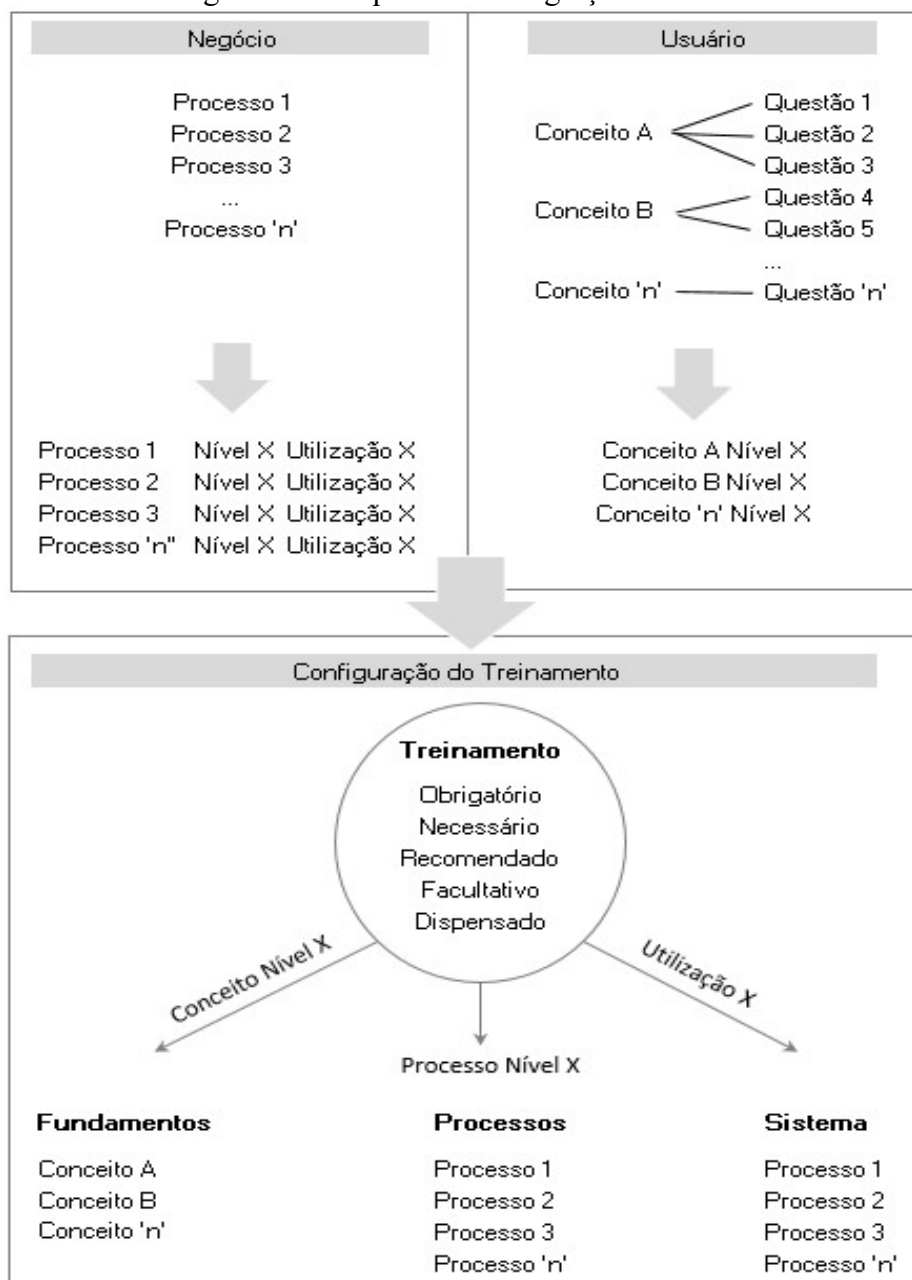 Negócio
Processo 1
Processo 2
Processo 3
...
Processo 'n'
Processo 1 Nível X Utilização X
Processo 2 Nível X Utilização X
Processo 3 Nível X Utilização X
Processo 'n" Nível X Utilização X
Usuário
Conceito A
Questão 1
Questão 2
Questão 3
Conceito B
Questão 4
Questão 5
...
Conceito 'n'
Questão 'n'
Conceito A Nível X
Conceito B Nível X
Conceito 'n' Nível X
Configuração do Treinamento
Treinamento
Obrigatório
Necessário
Recomendado
Facultativo
Dispensado
Conceito Nível X
Processo Nível X
Utilização X
Fundamentos
Conceito A
Conceito B
Conceito 'n'
Processos
Processo 1
Processo 2
Processo 3
Processo 'n'
Sistema
Processo 1
Processo 2
Processo 3
Processo 'n'